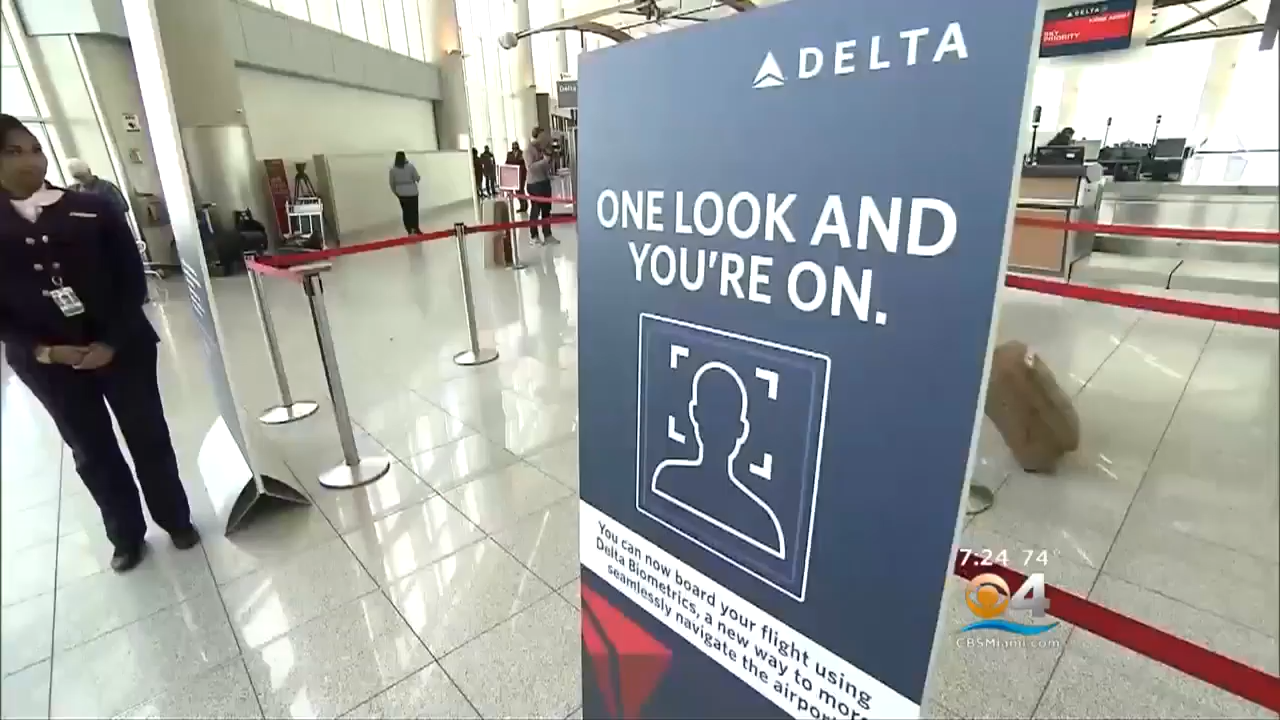 DELTA
ONE LOOK AND
YOU'RE ON.
You can now board your flight using
Delta Biometrics, a new way to more
seamlessly navigate the airport
DELTA
SKY
PRIORITY
Delta
7:24 74
4
CBSMiami.com